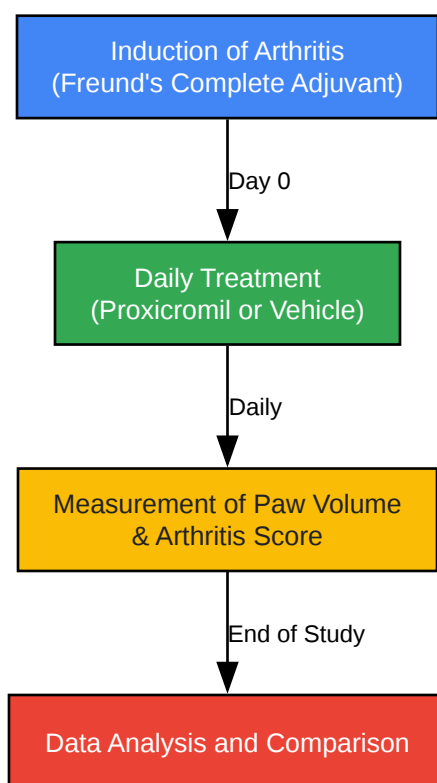 Induction of Arthritis
(Freund's Complete Adjuvant)
Day 0
Daily Treatment
(Proxicromil or Vehicle)
Daily
Measurement of Paw Volume
& Arthritis Score
End of Study
Data Analysis and Comparison